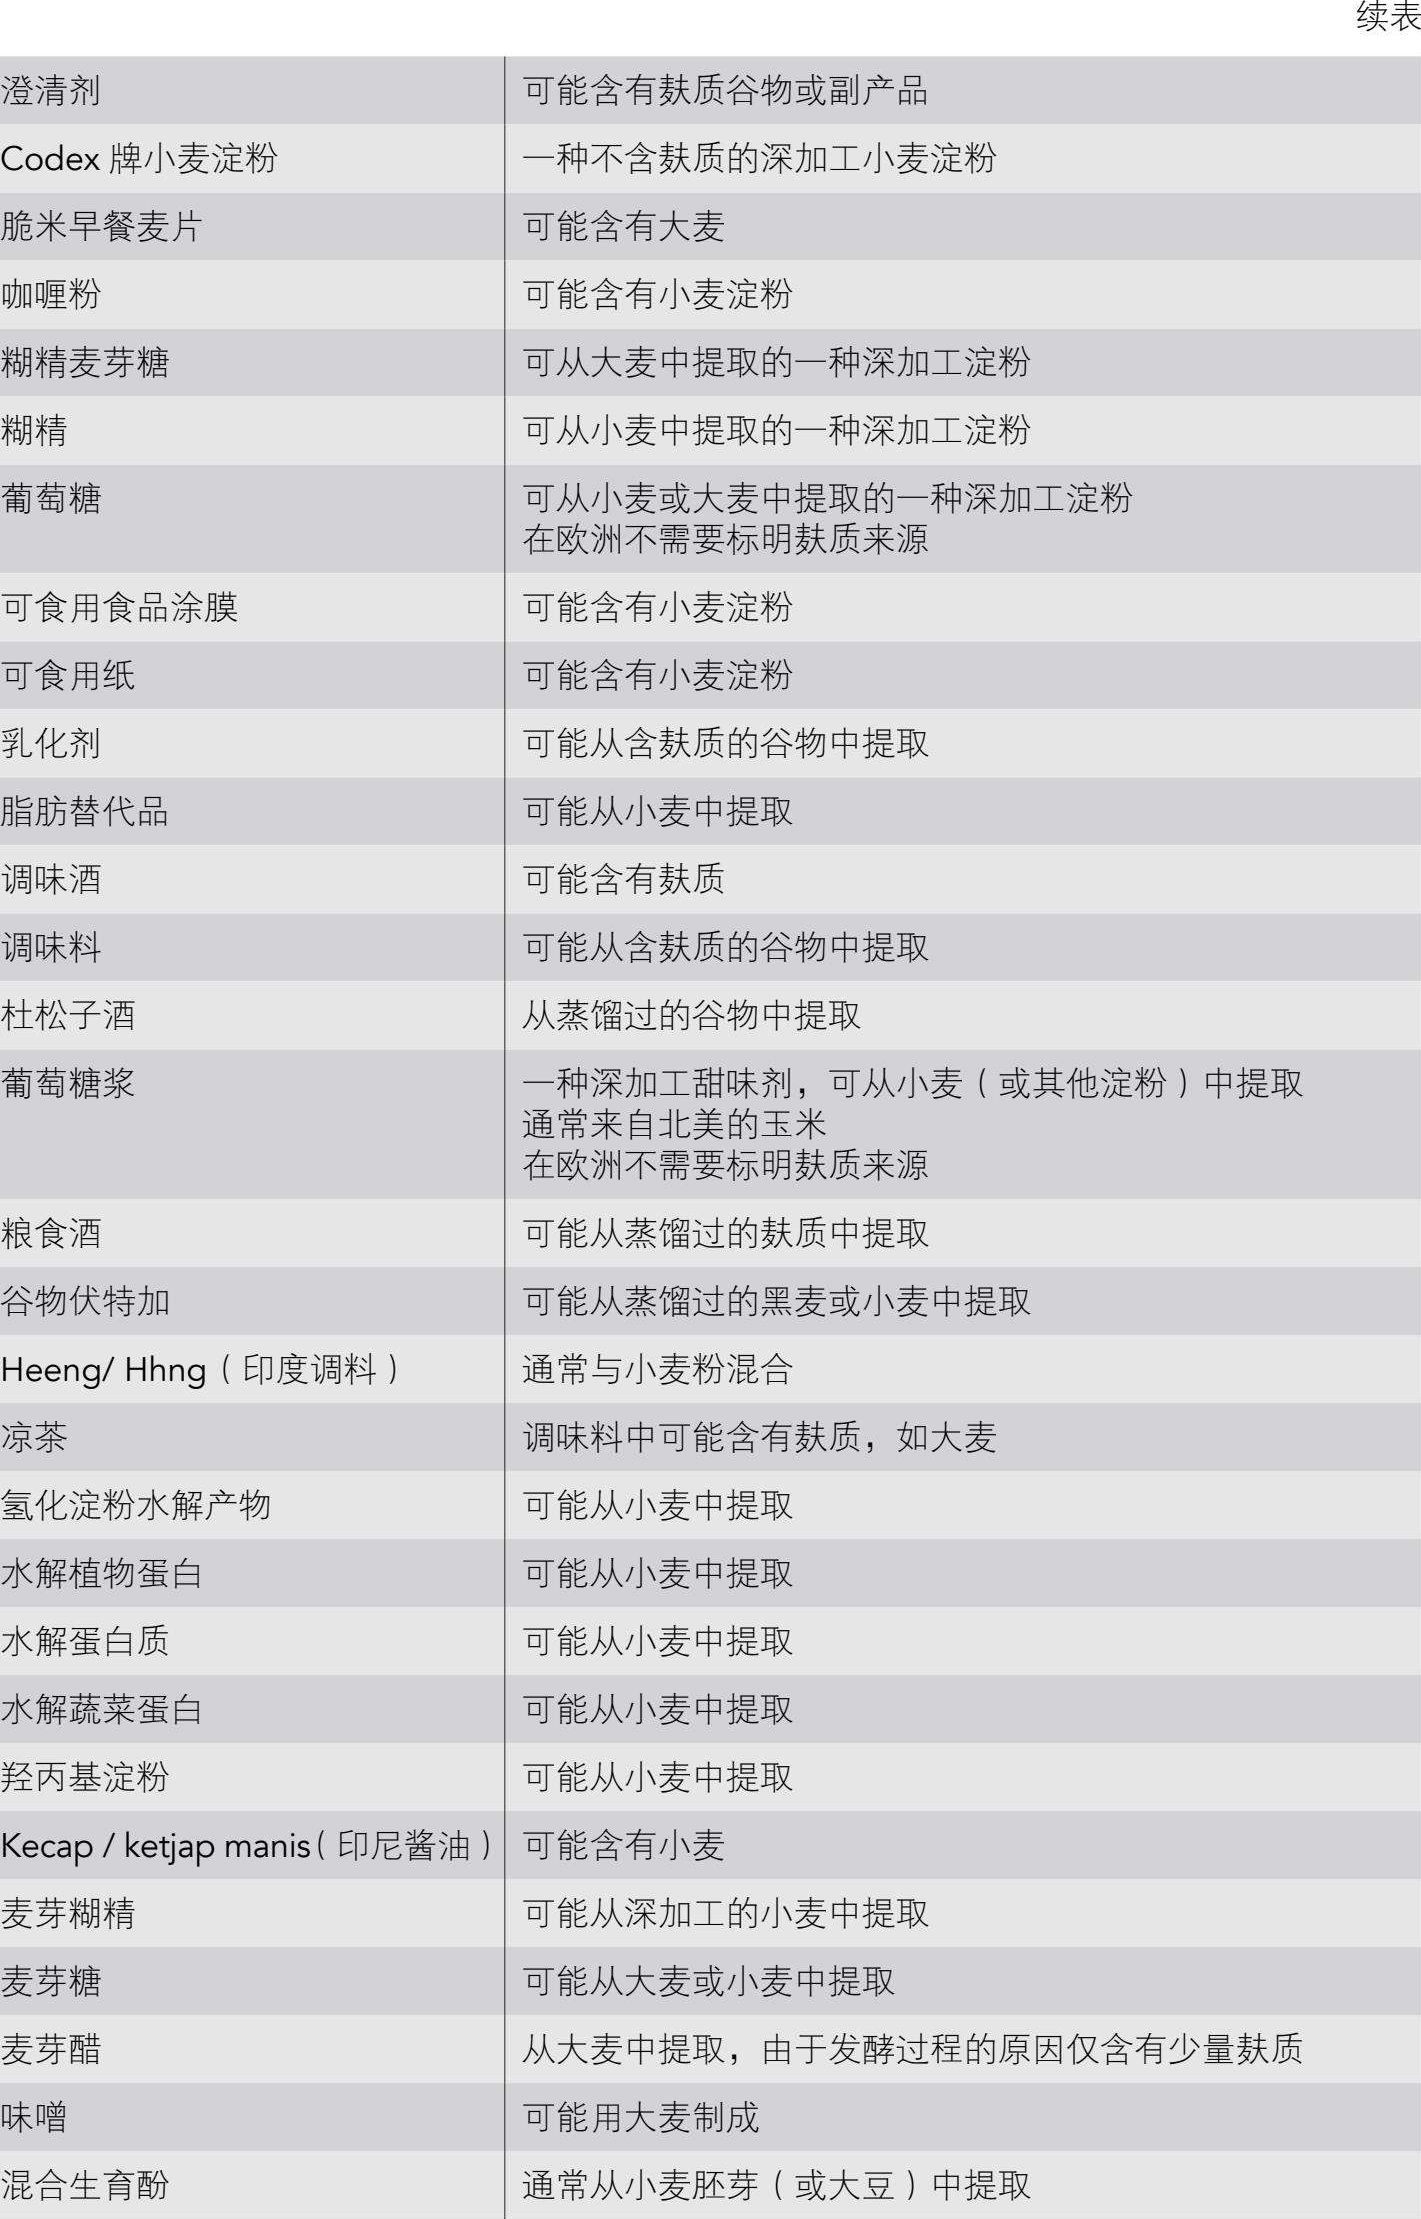 续表
澄清剂 可能含有麸质谷物或副产品
Codex 牌小麦淀粉 一种不含麸质的深加工小麦淀粉
脆米早餐麦片 可能含有大麦
咖喱粉 可能含有小麦淀粉
糊精麦芽糖 可从大麦中提取的一种深加工淀粉
糊精 可从小麦中提取的一种深加工淀粉
葡萄糖 可从小麦或大麦中提取的一种深加工淀粉
在欧洲不需要标明麸质来源
可食用食品涂膜 可能含有小麦淀粉
可食用纸 可能含有小麦淀粉
乳化剂 可能从含麸质的谷物中提取
脂肪替代品 可能从小麦中提取
调味酒 可能含有麸质
调味料 可能从含麸质的谷物中提取
杜松子酒 从蒸馏过的谷物中提取
葡萄糖浆 一种深加工甜味剂，可从小麦（或其他淀粉）中提取
通常来自北美的玉米
在欧洲不需要标明麸质来源
粮食酒 可能从蒸馏过的麸质中提取
谷物伏特加 可能从蒸馏过的黑麦或小麦中提取
Heeng/ Hhng（印度调料） 通常与小麦粉混合
凉茶 调味料中可能含有麸质，如大麦
氢化淀粉水解产物 可能从小麦中提取
水解植物蛋白 可能从小麦中提取
水解蛋白质 可能从小麦中提取
水解蔬菜蛋白 可能从小麦中提取
羟丙基淀粉 可能从小麦中提取
Kecap / ketjap manis（印尼酱油） 可能含有小麦
麦芽糊精 可能从深加工的小麦中提取
麦芽糖 可能从大麦或小麦中提取
麦芽醋 从大麦中提取，由于发酵过程的原因仅含有少量麸质
味噌 可能用大麦制成
混合生育酚 通常从小麦胚芽（或大豆）中提取